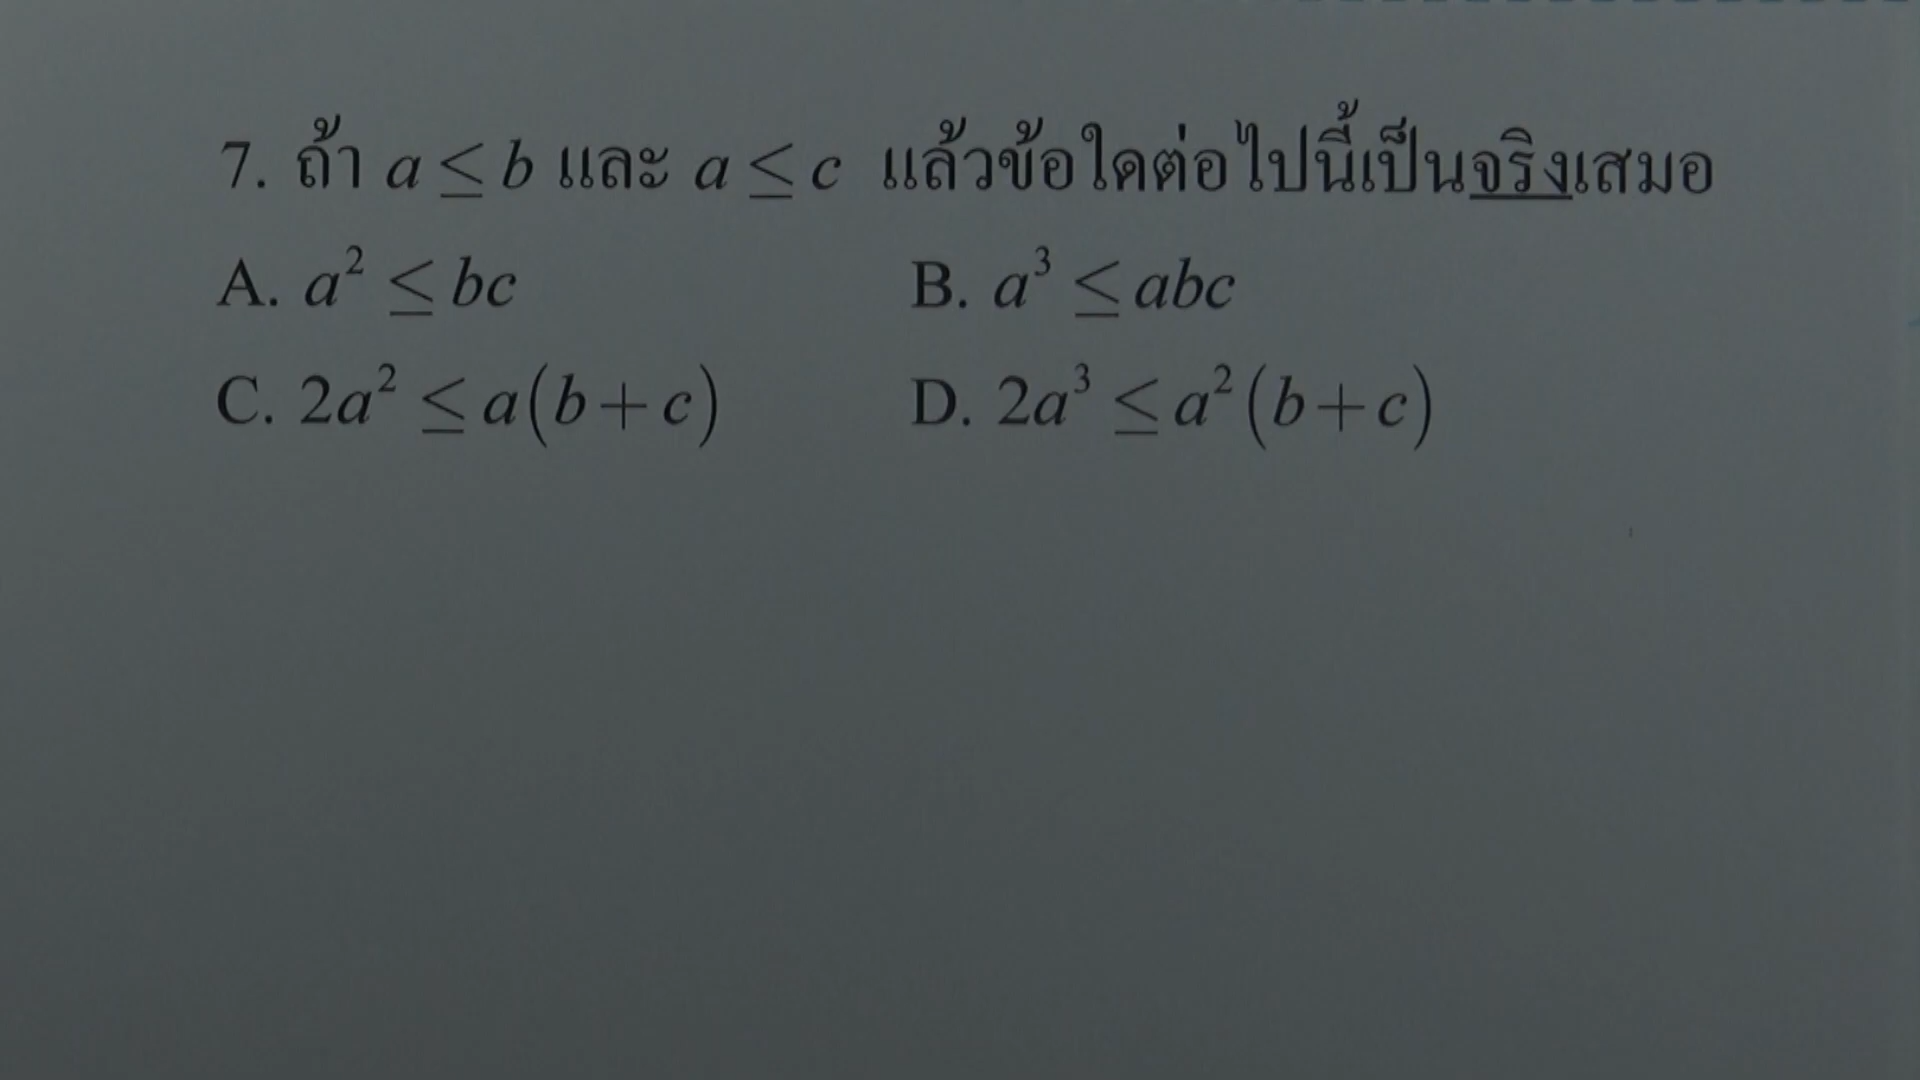 7. ถ้า a ≤ b และ a ≤ c แล้วข้อใดต่อไปนี้เป็นจริงเสมอ
A. a² ≤ bc B. a³ ≤ abc
C. 2a² ≤ a(b+c) D. 2a³ ≤ a²(b+c)